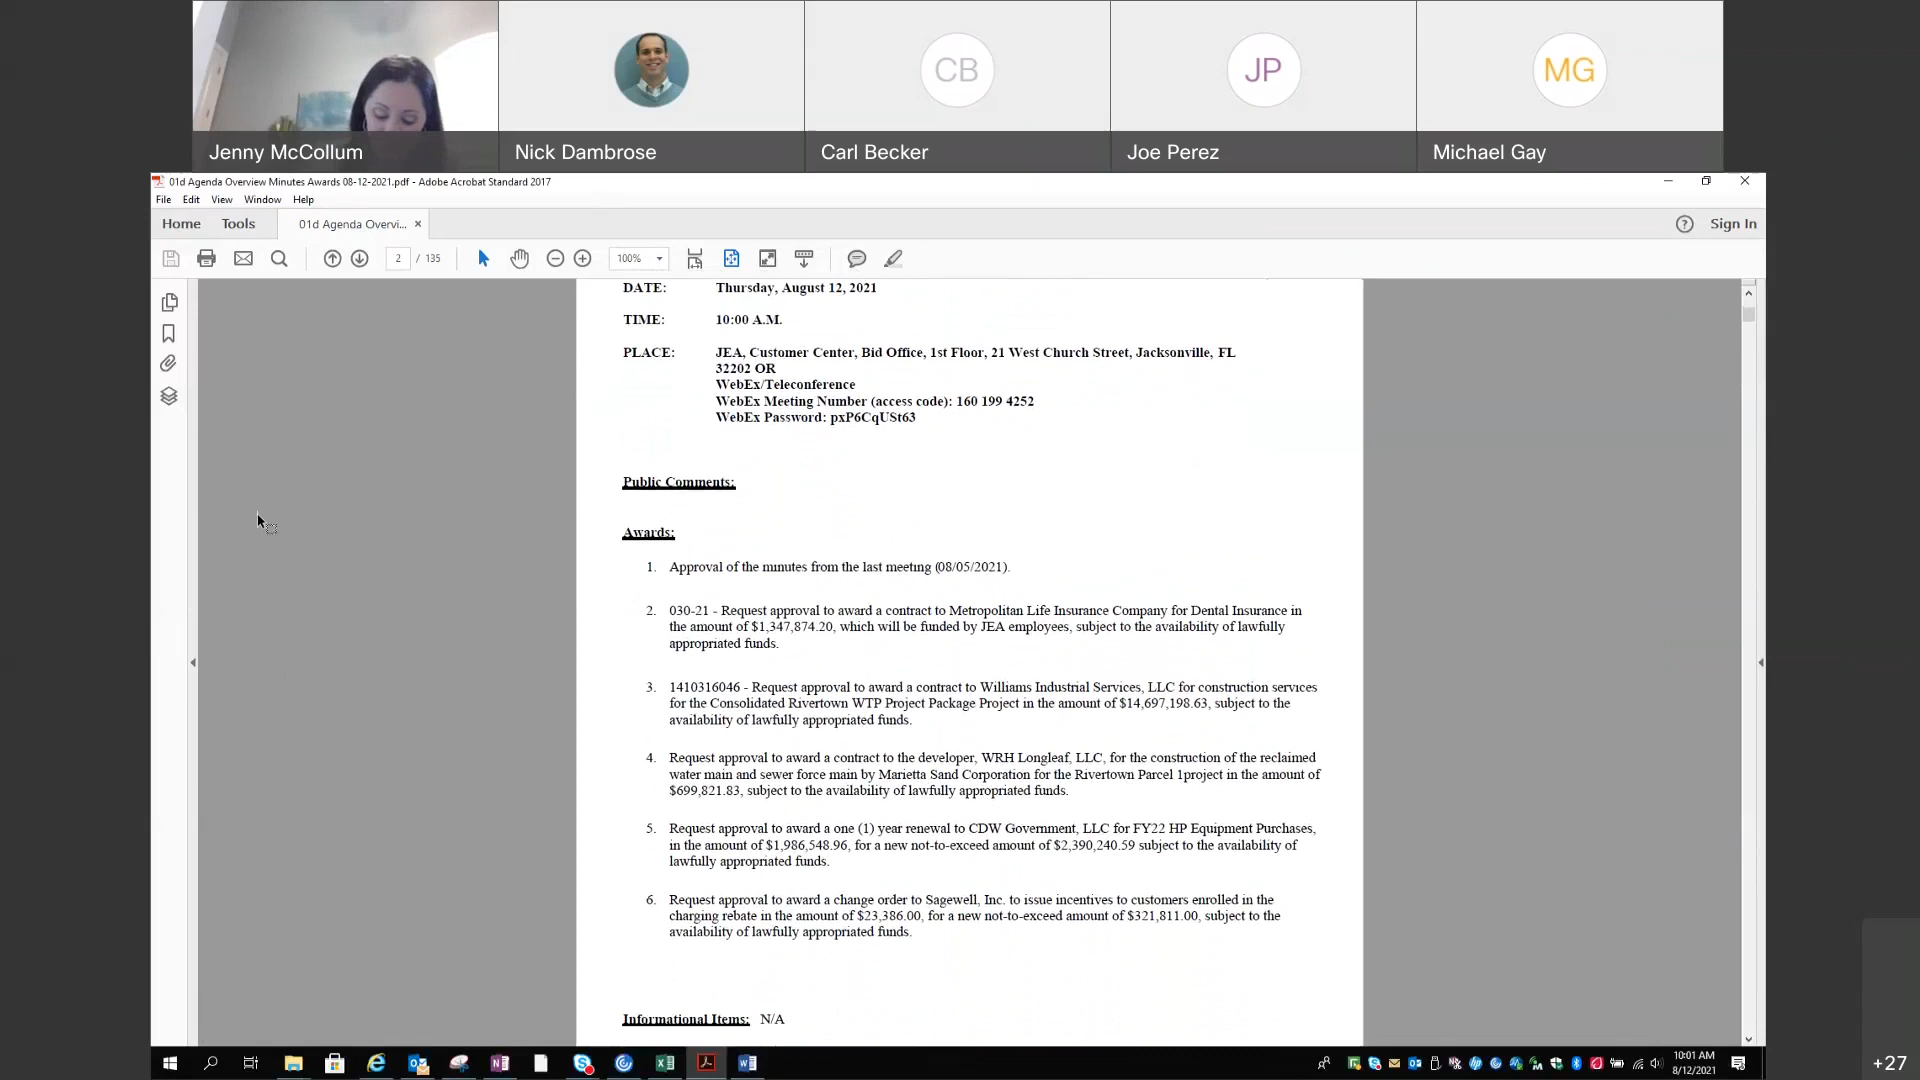 CB
JP
MG
Jenny McCollum
Nick Dambrose
Carl Becker
Joe Perez
Michael Gay
01d Agenda Overview Minutes Awards 08-12-2021.pdf - Adobe Acrobat Standard 2017
File Edit View Window Help
Home Tools 01d Agenda Overvi... × Sign In
2 / 135 100%
DATE: Thursday, August 12, 2021
TIME: 10:00 A.M.
PLACE: JEA, Customer Center, Bid Office, 1st Floor, 21 West Church Street, Jacksonville, FL
32202 OR
WebEx/Teleconference
WebEx Meeting Number (access code): 160 199 4252
WebEx Password: pxP6CqUSt63
Public Comments:
Awards:
1. Approval of the minutes from the last meeting (08/05/2021).
2. 030-21 - Request approval to award a contract to Metropolitan Life Insurance Company for Dental Insurance in
the amount of $1,347,874.20, which will be funded by JEA employees, subject to the availability of lawfully
appropriated funds.
3. 1410316046 - Request approval to award a contract to Williams Industrial Services, LLC for construction services
for the Consolidated Rivertown WTP Project Package Project in the amount of $14,697,198.63, subject to the
availability of lawfully appropriated funds.
4. Request approval to award a contract to the developer, WRH Longleaf, LLC, for the construction of the reclaimed
water main and sewer force main by Marietta Sand Corporation for the Rivertown Parcel 1project in the amount of
$699,821.83, subject to the availability of lawfully appropriated funds.
5. Request approval to award a one (1) year renewal to CDW Government, LLC for FY22 HP Equipment Purchases,
in the amount of $1,986,548.96, for a new not-to-exceed amount of $2,390,240.59 subject to the availability of
lawfully appropriated funds.
6. Request approval to award a change order to Sagewell, Inc. to issue incentives to customers enrolled in the
charging rebate in the amount of $23,386.00, for a new not-to-exceed amount of $321,811.00, subject to the
availability of lawfully appropriated funds.
Informational Items: N/A
10:01 AM
8/12/2021
+27